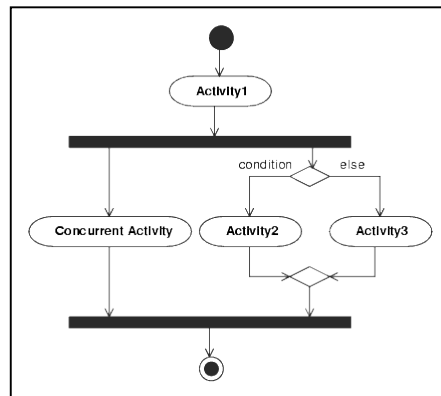 Activity1
condition
else
Concurrent Activity
Activity2
Activity3